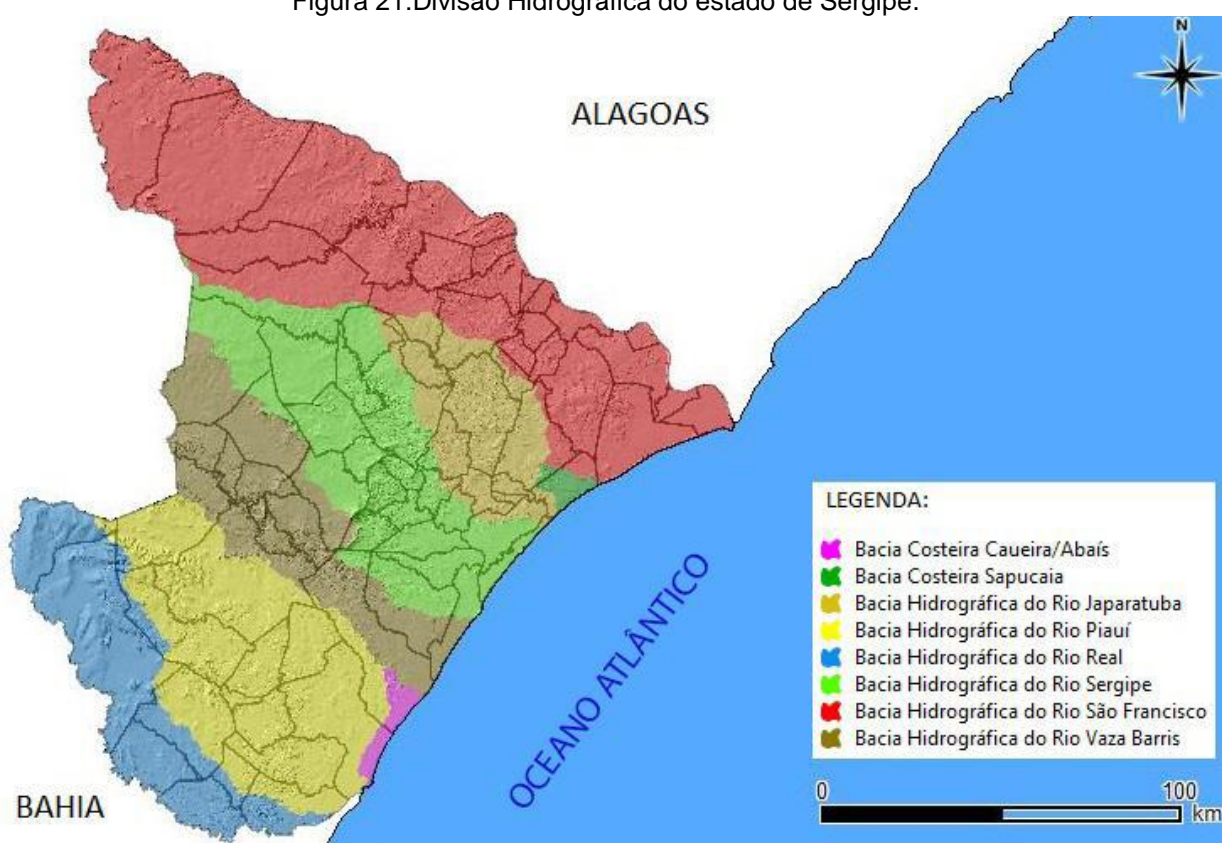 Figura 21:Divisão Hidrográfica do estado de Sergipe.
N
ALAGOAS
LEGENDA:
Bacia Costeira Caueira/Abaís
Bacia Costeira Sapucaia
Bacia Hidrográfica do Rio Japaratuba
Bacia Hidrográfica do Rio Piauí
Bacia Hidrográfica do Rio Real
Bacia Hidrográfica do Rio Sergipe
Bacia Hidrográfica do Rio São Francisco
Bacia Hidrográfica do Rio Vaza Barris
OCEANO ATLÂNTICO
BAHIA
0 100
km